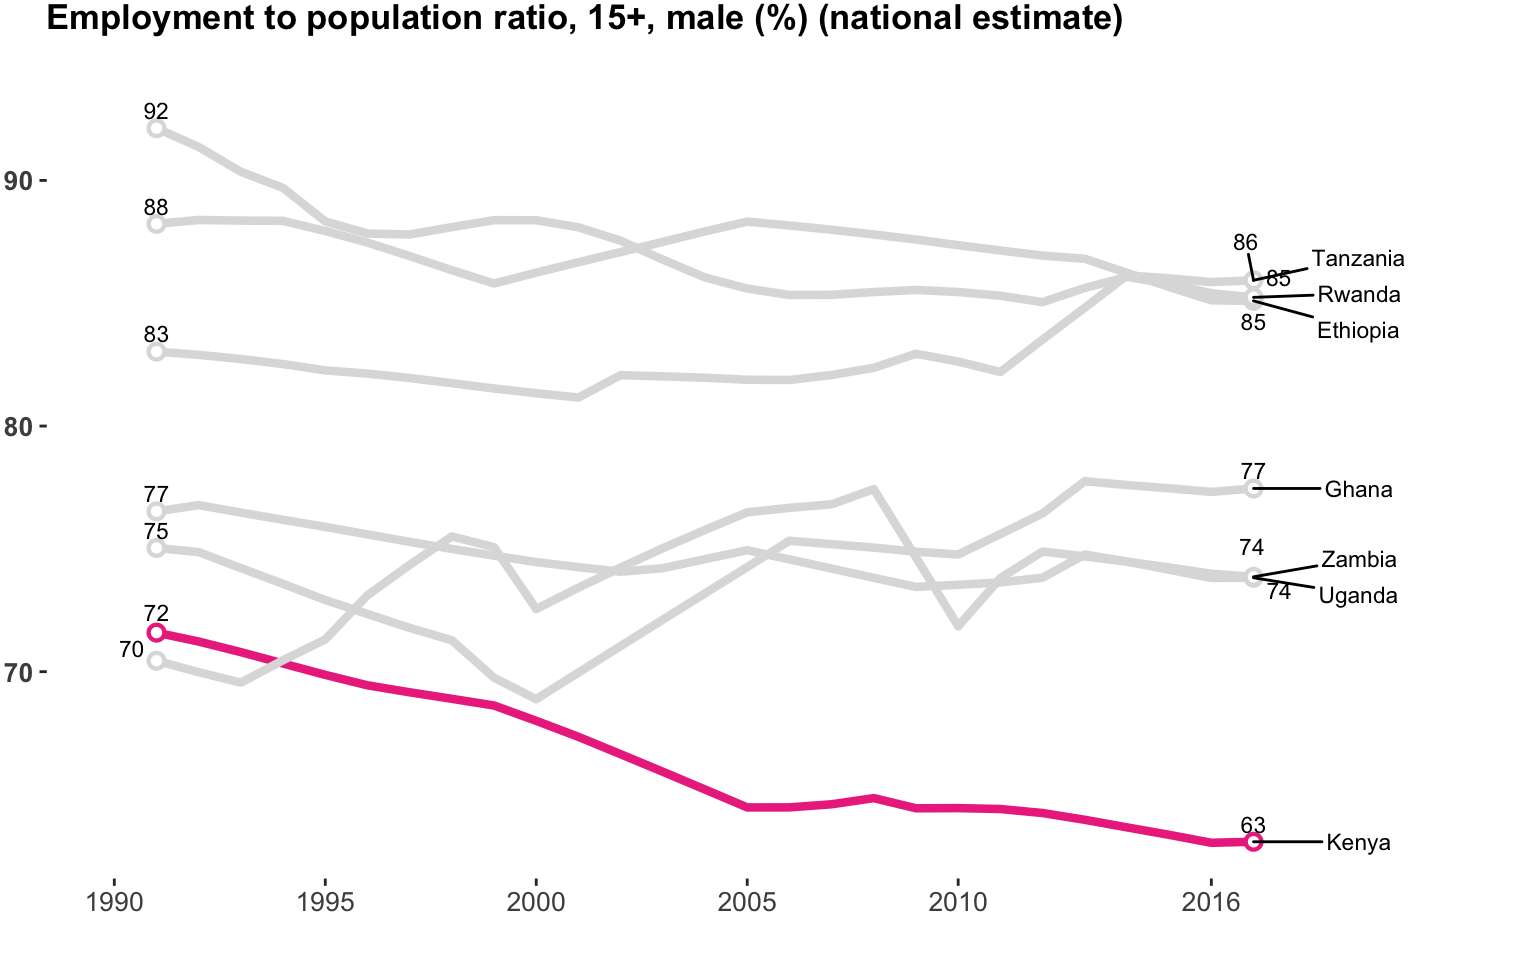 Employment to population ratio, 15+, male (%) (national estimate)
92
90
88
86
Tanzania
85
Rwanda
85
Ethiopia
83
80
77
Ghana
77
75
74
Zambia
74
Uganda
72
70
70
63
Kenya
1990 1995 2000 2005 2010 2016